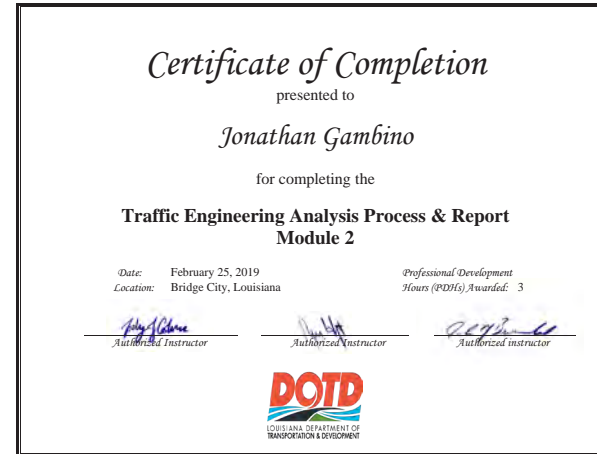 Certificate of Completion
presented to
Jonathan Gambino
for completing the
Traffic Engineering Analysis Process & Report
Module 2
Date: February 25, 2019
Location: Bridge City, Louisiana
Professional Development
Hours (PDHs) Awarded: 3
Authorized Instructor
Authorized Instructor
Authorized instructor
DOTD
LOUISIANA DEPARTMENT OF
TRANSPORTATION & DEVELOPMENT